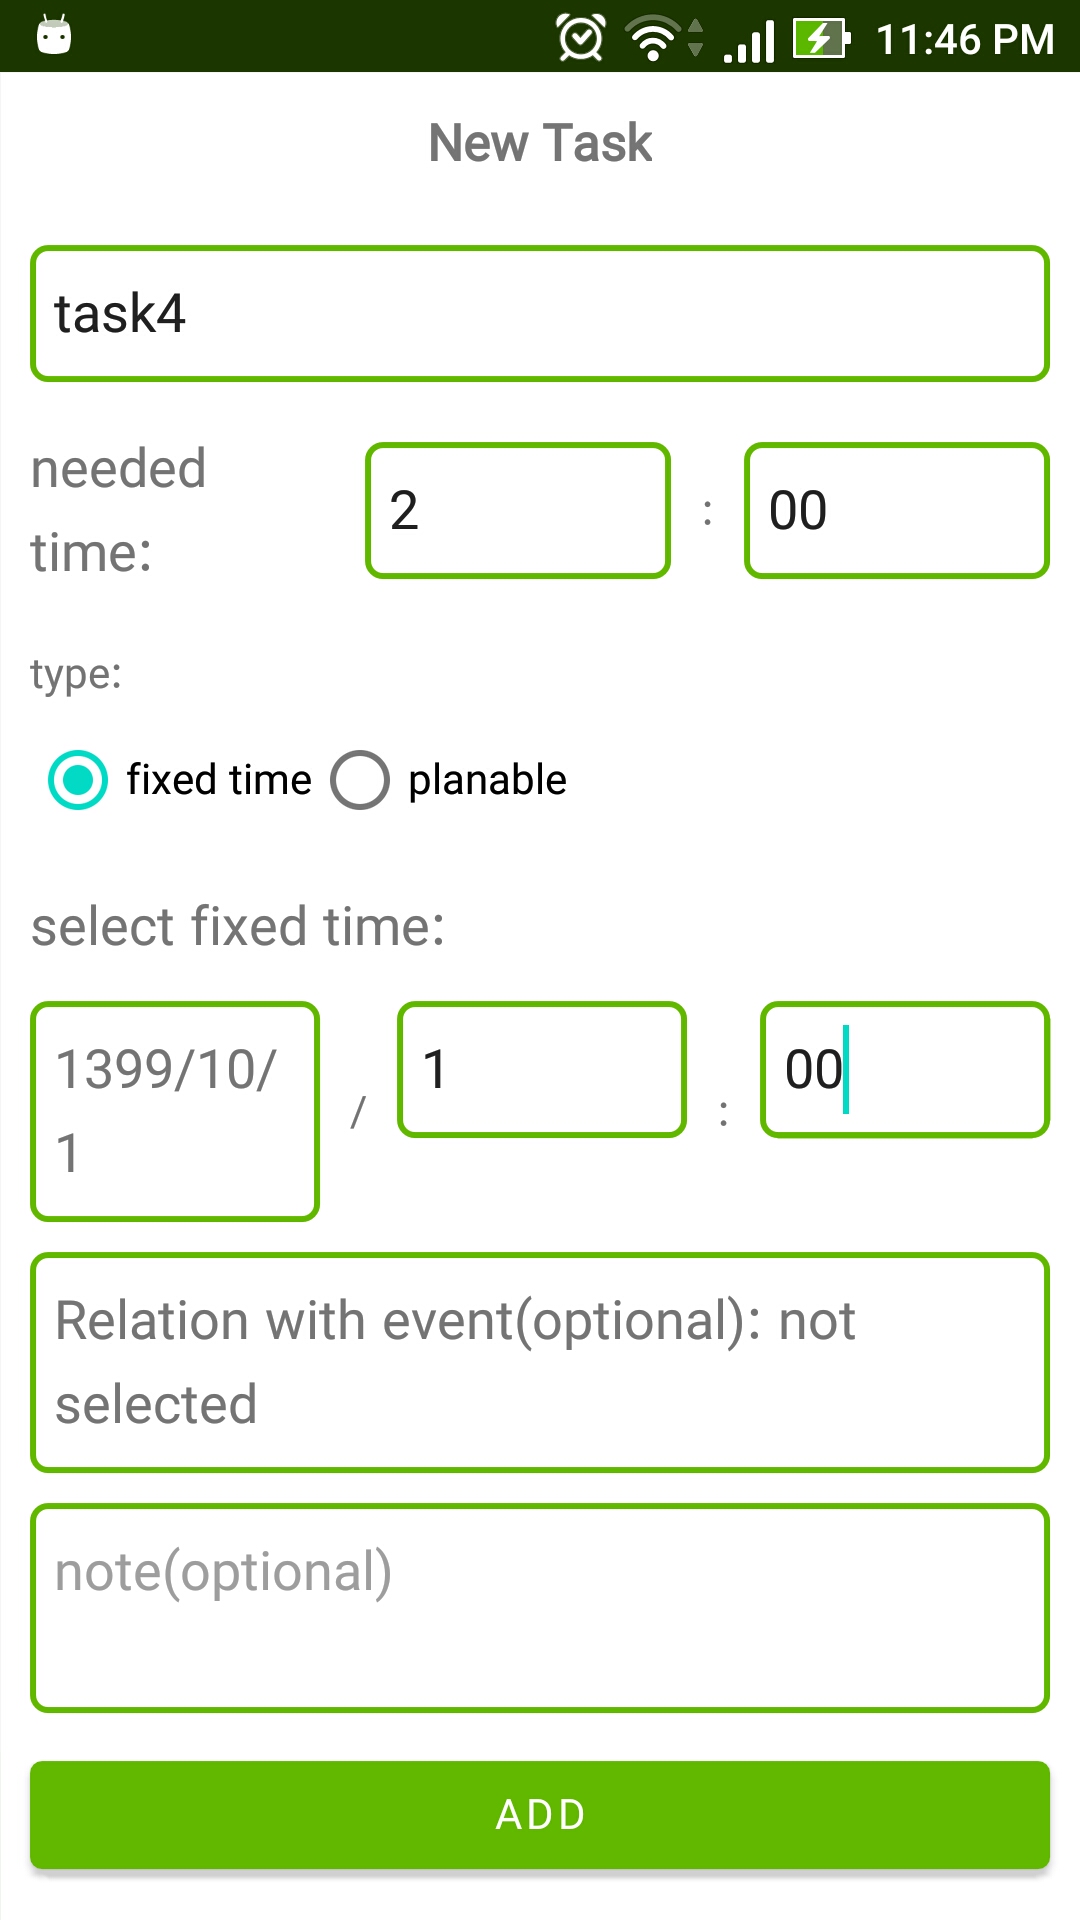 11:46 PM
New Task
task4
needed
time:
2 : 00
type:
fixed time planable
select fixed time:
1399/10/
1
/ 1 : 00
Relation with event(optional): not
selected
note(optional)
ADD